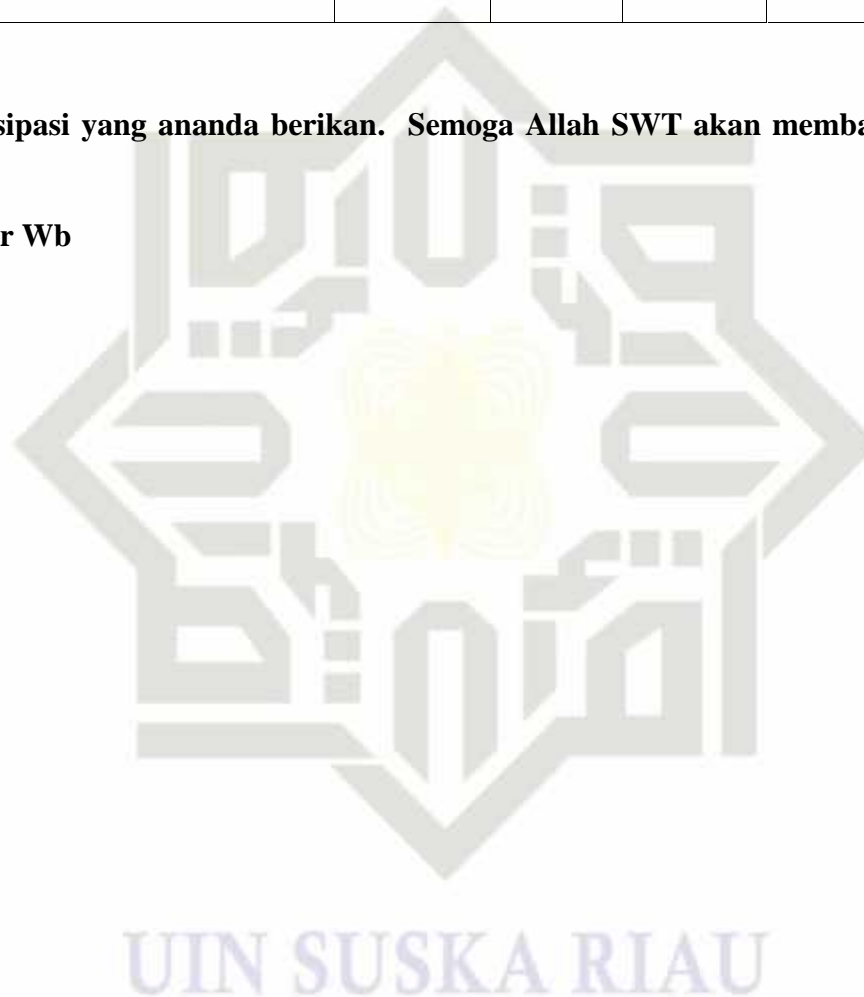 sipasi yang ananda berikan. Semoga Allah SWT akan memba
r Wb
UIN SUSKA RIAU